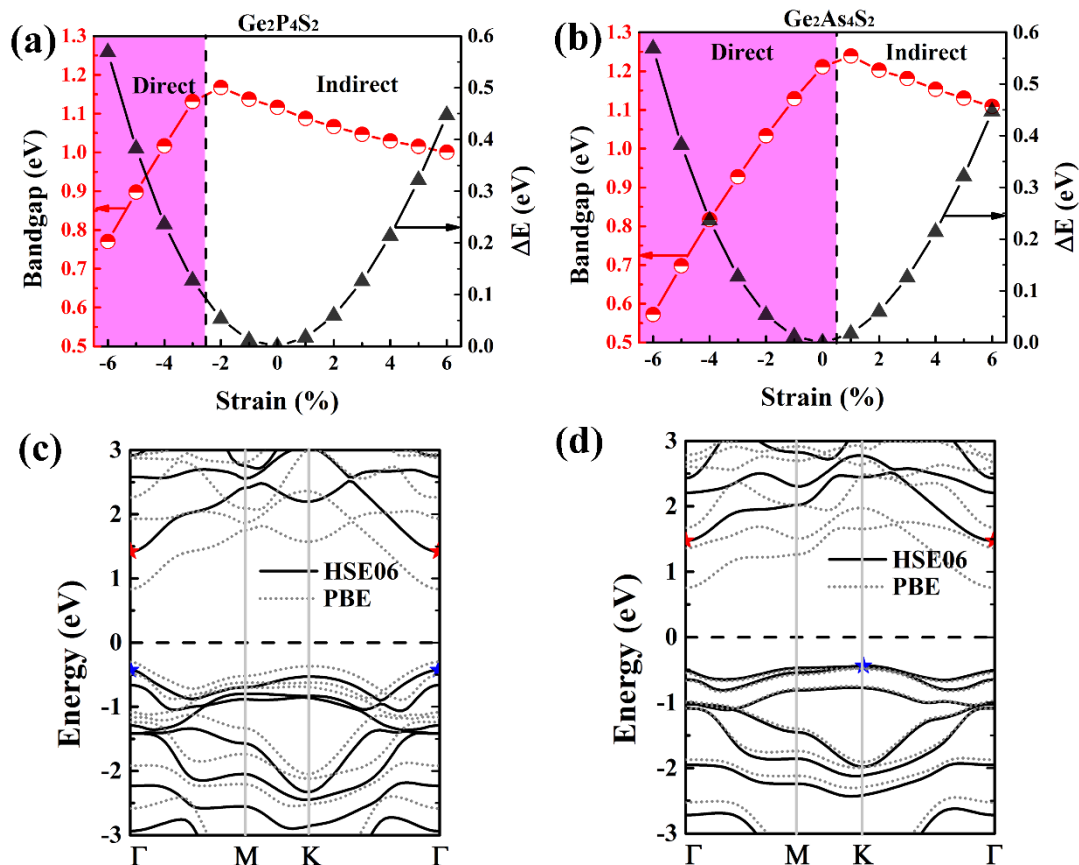 (a)
Ge₂P₄S₂
Direct
Indirect
Bandgap (eV)
1.3
1.2
1.1
1.0
0.9
0.8
0.7
0.6
0.5
ΔE (eV)
0.6
0.5
0.4
0.3
0.2
0.1
0.0
-6 -4 -2 0 2 4 6
Strain (%)
(b)
Ge₂As₄S₂
Direct
Indirect
Bandgap (eV)
1.3
1.2
1.1
1.0
0.9
0.8
0.7
0.6
0.5
ΔE (eV)
0.6
0.5
0.4
0.3
0.2
0.1
0.0
-6 -4 -2 0 2 4 6
Strain (%)
(c)
Energy (eV)
3
2
1
0
-1
-2
-3
HSE06
PBE
Γ M K Γ
(d)
Energy (eV)
3
2
1
0
-1
-2
-3
HSE06
PBE
Γ M K Γ